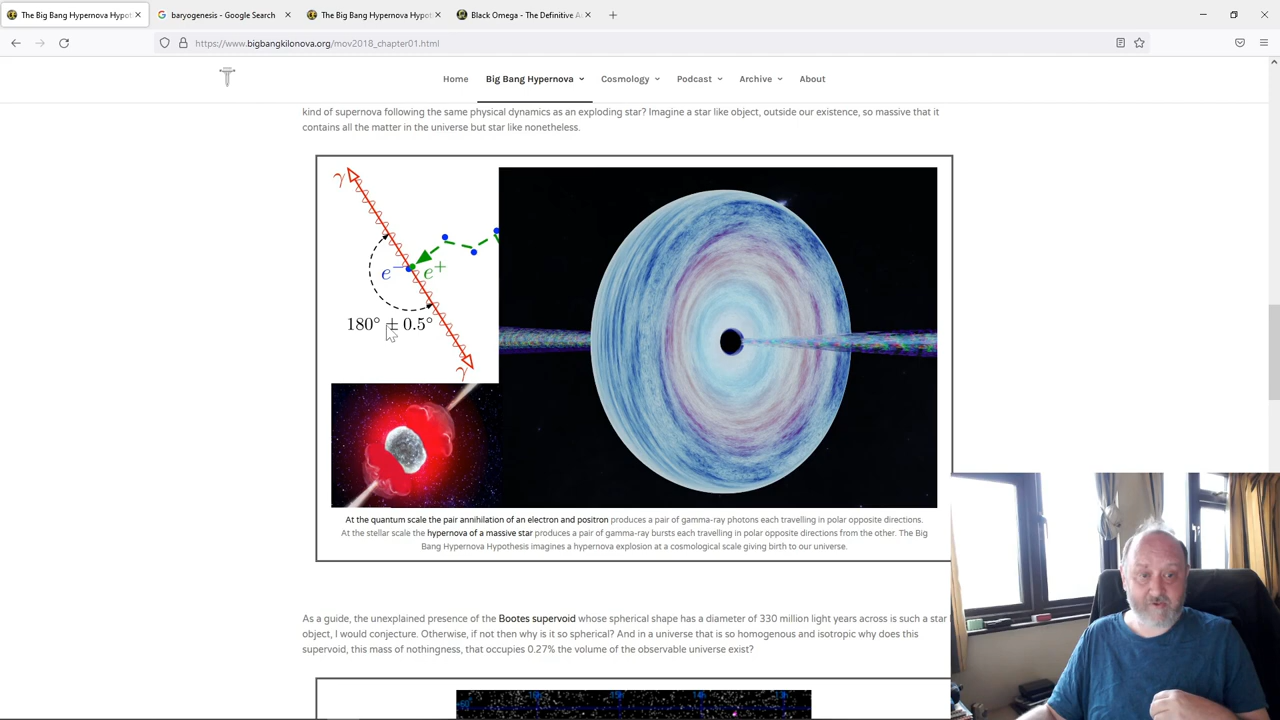 The Big Bang Hypernova Hypot
baryogenesis - Google Search
The Big Bang Hypernova Hypot
Black Omega - The Definitive A
https://www.bigbangkilonova.org/mov2018_chapter01.html
Home
Big Bang Hypernova
Cosmology
Podcast
Archive
About
kind of supernova following the same physical dynamics as an exploding star? Imagine a star like object, outside our existence, so massive that it
contains all the matter in the universe but star like nonetheless.
γ
e− e+
180° ± 0.5°
γ
At the quantum scale the pair annihilation of an electron and positron produces a pair of gamma-ray photons each travelling in polar opposite directions.
At the stellar scale the hypernova of a massive star produces a pair of gamma-ray bursts each travelling in polar opposite directions from the other. The Big
Bang Hypernova Hypothesis imagines a hypernova explosion at a cosmological scale giving birth to our universe.
As a guide, the unexplained presence of the Bootes supervoid whose spherical shape has a diameter of 330 million light years across is such a star
object, I would conjecture. Otherwise, if not then why is it so spherical? And in a universe that is so homogenous and isotropic why does this
supervoid, this mass of nothingness, that occupies 0.27% the volume of the observable universe exist?